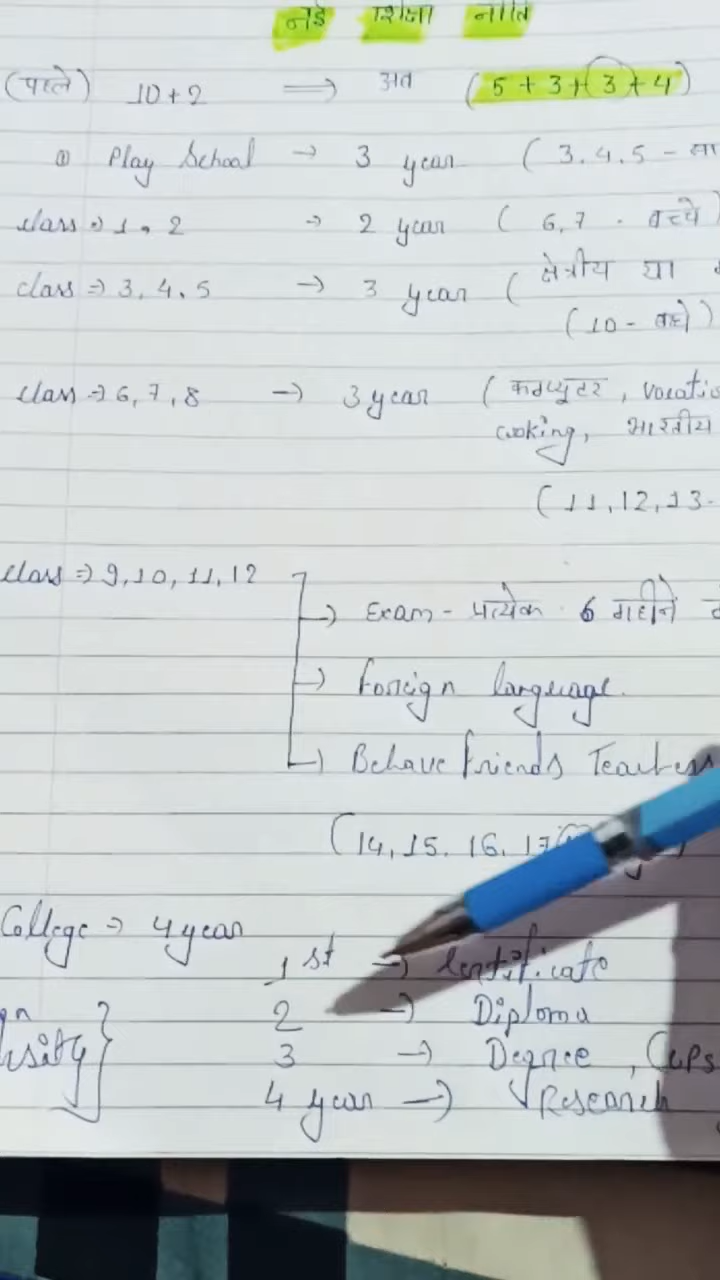 नई शिक्षा नीति
(पहले) 10+2 ⟹ अब (5+3+3+4)
① Play School → 3 year (3.4.5 -
class ⇒ 1, 2 → 2 year (6,7 - बच्चे)
class ⇒ 3, 4, 5 → 3 year (क्षेत्रीय या
(10 - बच्चे)
class → 6, 7, 8 → 3 year (कम्प्युटर, vocatio
cooking, भारतीय
(11, 12, 13-
class ⇒ 9, 10, 11, 12
→ Exam - प्रत्येक 6 महीने
→ Foreign language.
→ Behave friends Teachers
(14, 15. 16, 17
College ⇒ 4 year
1st → Certificate
2 → Diploma
3 → Degree,
4 year → Research